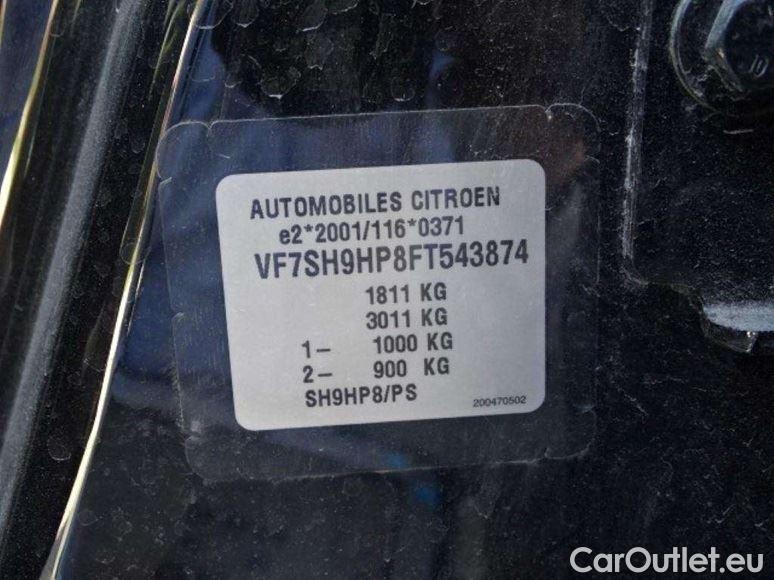 AUTOMOBILES CITROEN
e2*2001/116*0371
VF7SH9HP8FT543874
1811 KG
3011 KG
1– 1000 KG
2– 900 KG
SH9HP8/PS
200470502
CarOutlet.eu